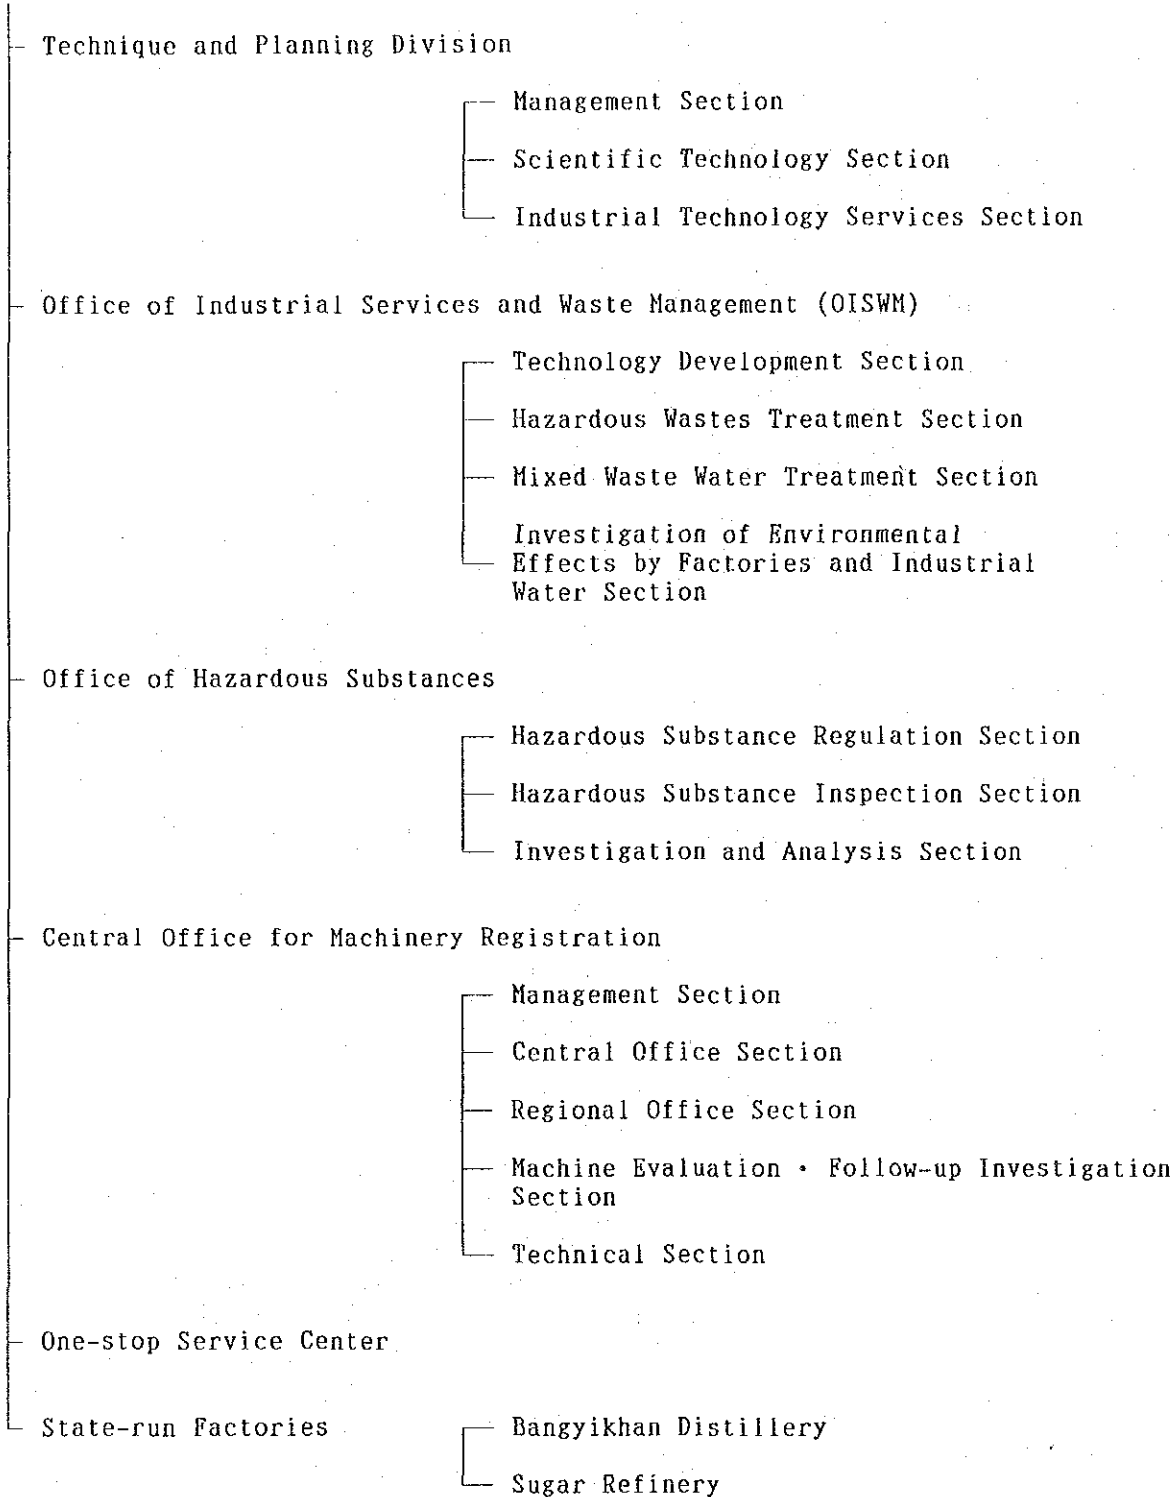 Technique and Planning Division
Management Section
Scientific Technology Section
Industrial Technology Services Section
Office of Industrial Services and Waste Management (OISWM)
Technology Development Section
Hazardous Wastes Treatment Section
Mixed Waste Water Treatment Section
Investigation of Environmental
Effects by Factories and Industrial
Water Section
Office of Hazardous Substances
Hazardous Substance Regulation Section
Hazardous Substance Inspection Section
Investigation and Analysis Section
Central Office for Machinery Registration
Management Section
Central Office Section
Regional Office Section
Machine Evaluation • Follow-up Investigation
Section
Technical Section
One-stop Service Center
State-run Factories
Bangyikhan Distillery
Sugar Refinery